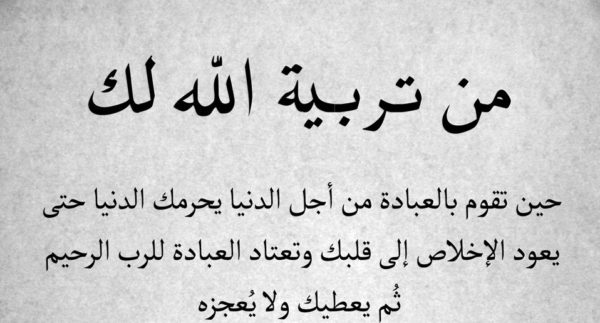 من تربية الله لك
حين تقوم بالعبادة من أجل الدنيا يحرمك الدنيا حتى
يعود الإخلاص إلى قلبك وتعتاد العبادة للرب الرحيم
ثُم يعطيك ولا يُعجزه